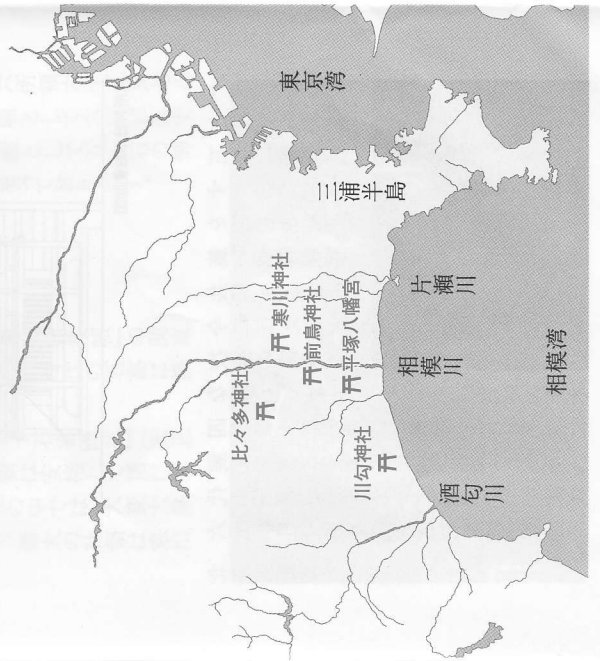 東京湾
三浦半島
寒川神社
前鳥神社
平塚八幡宮
比々多神社
川勾神社
片瀬川
相模川
酒匂川
相模湾